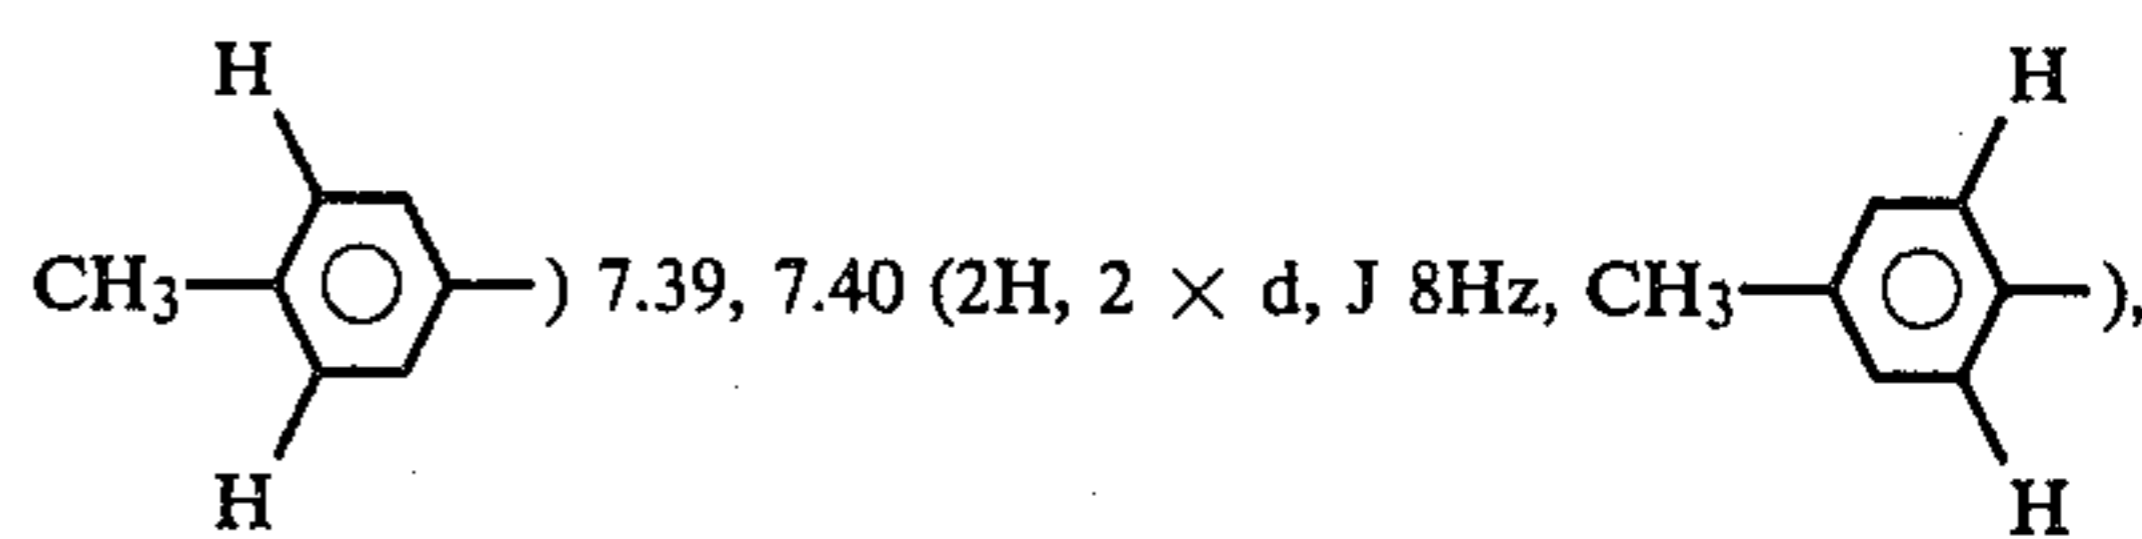 H H
CH3 ) 7.39, 7.40 (2H, 2 × d, J 8Hz, CH3 ),
H H